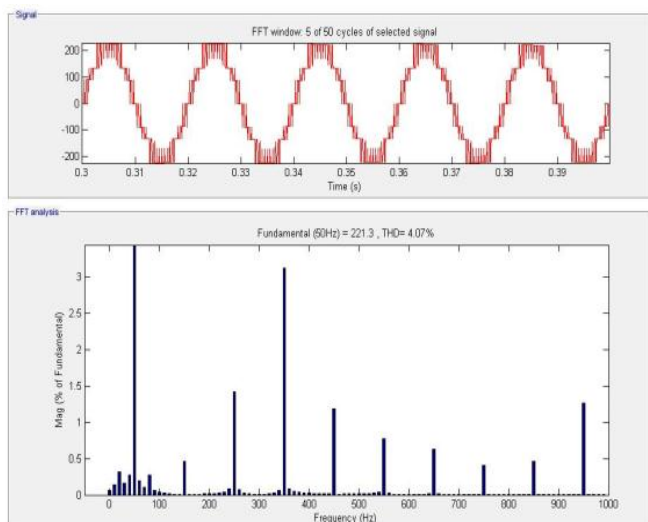 Signal
FFT window: 5 of 50 cycles of selected signal
200
100
0
-100
-200
0.3 0.31 0.32 0.33 0.34 0.35 0.36 0.37 0.38 0.39
Time (s)
FFT analysis
Fundamental (50Hz) = 221.3 , THD= 4.07%
Mag (% of Fundamental)
3
2.5
2
1.5
1
0.5
0
0 100 200 300 400 500 600 700 800 900 1000
Frequency (Hz)